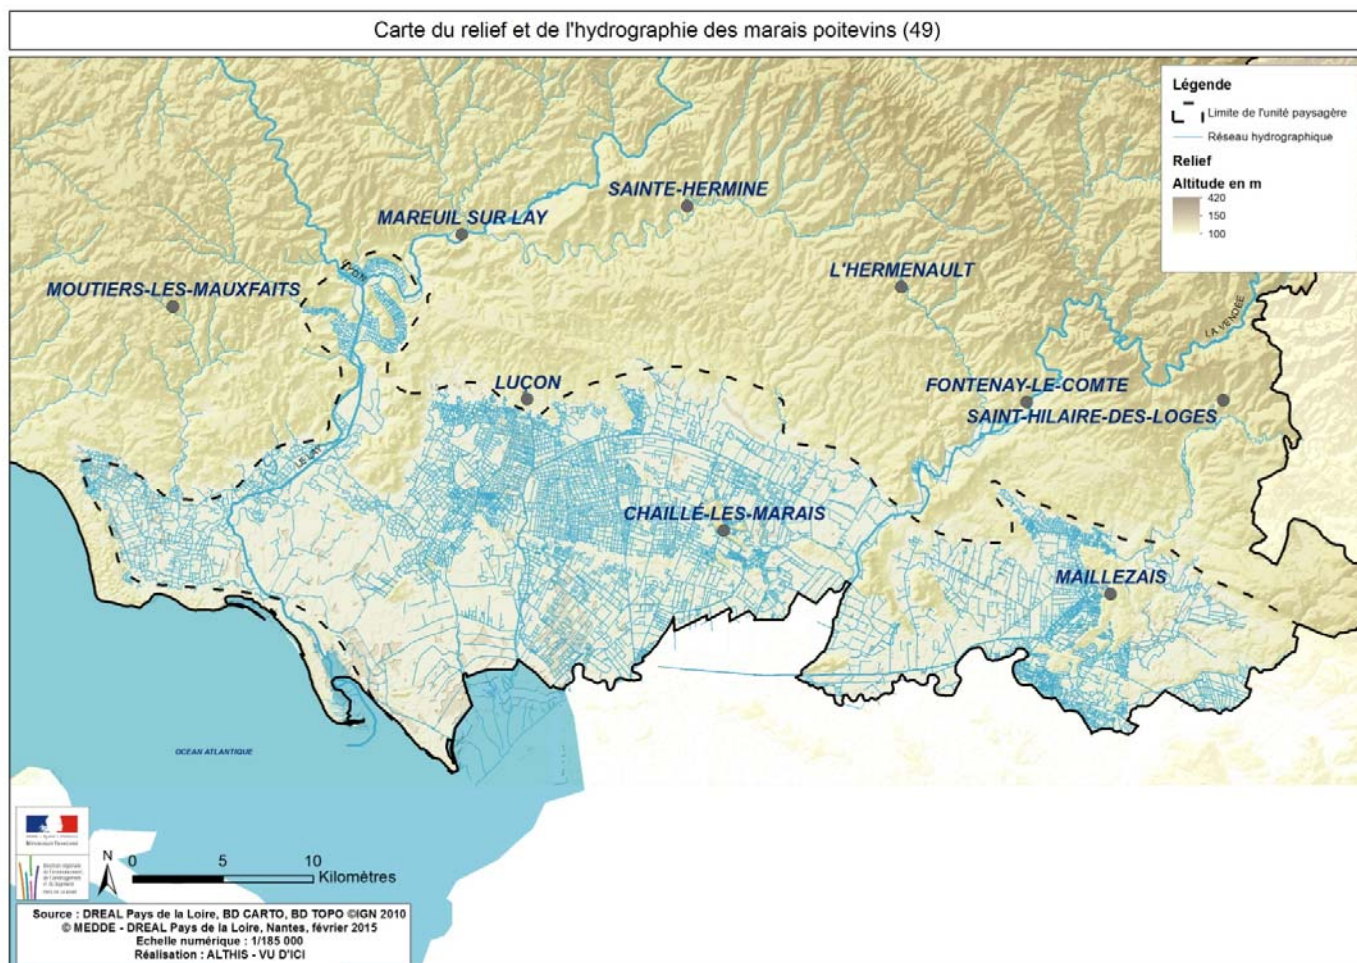 Carte du relief et de l'hydrographie des marais poitevins (49)
Légende
Limite de l'unité paysagère
Réseau hydrographique
Relief
Altitude en m
420
150
100
SAINTE-HERMINE
MAREUIL SUR LAY
L'HERMENAULT
MOUTIERS-LES-MAUXFAITS
LA VENDÉE
LUÇON
FONTENAY-LE-COMTE
SAINT-HILAIRE-DES-LOGES
LE LAY
CHAILLE-LES-MARAIS
MAILLEZAIS
OCEAN ATLANTIQUE
N
0 5 10
Kilomètres
Source : DREAL Pays de la Loire, BD CARTO, BD TOPO ©IGN 2010
© MEDDE - DREAL Pays de la Loire, Nantes, février 2015
Echelle numérique : 1/185 000
Réalisation : ALTHIS - VU D'ICI